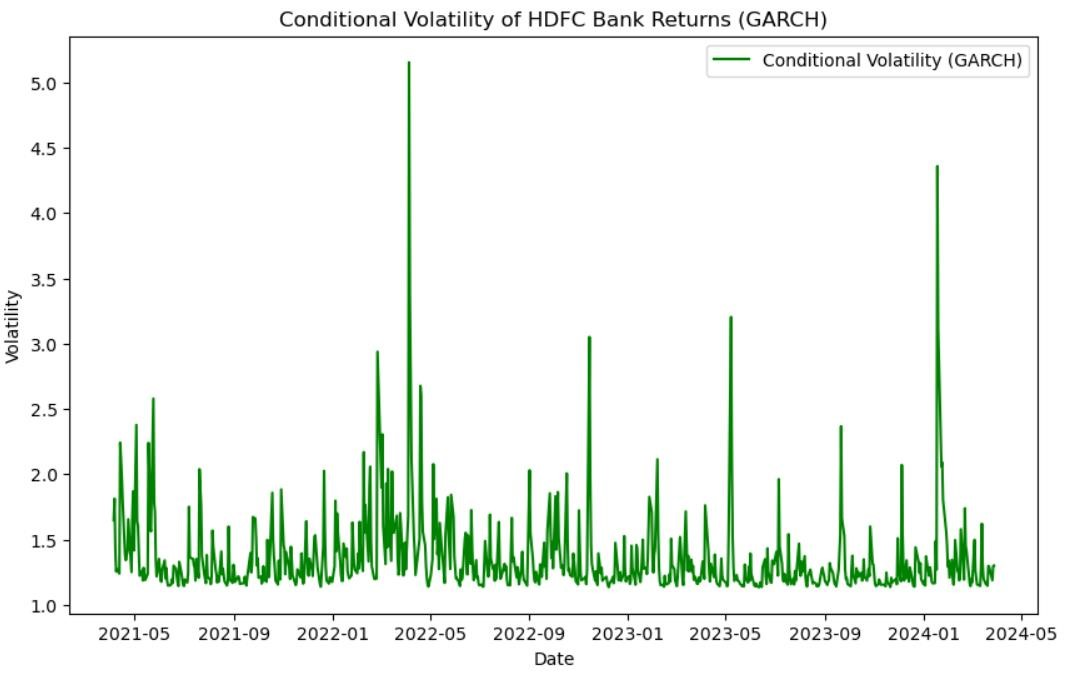 Conditional Volatility of HDFC Bank Returns (GARCH)
Conditional Volatility (GARCH)
5.0
4.5
4.0
3.5
3.0
2.5
2.0
1.5
1.0
Volatility
2021-05 2021-09 2022-01 2022-05 2022-09 2023-01 2023-05 2023-09 2024-01 2024-05
Date